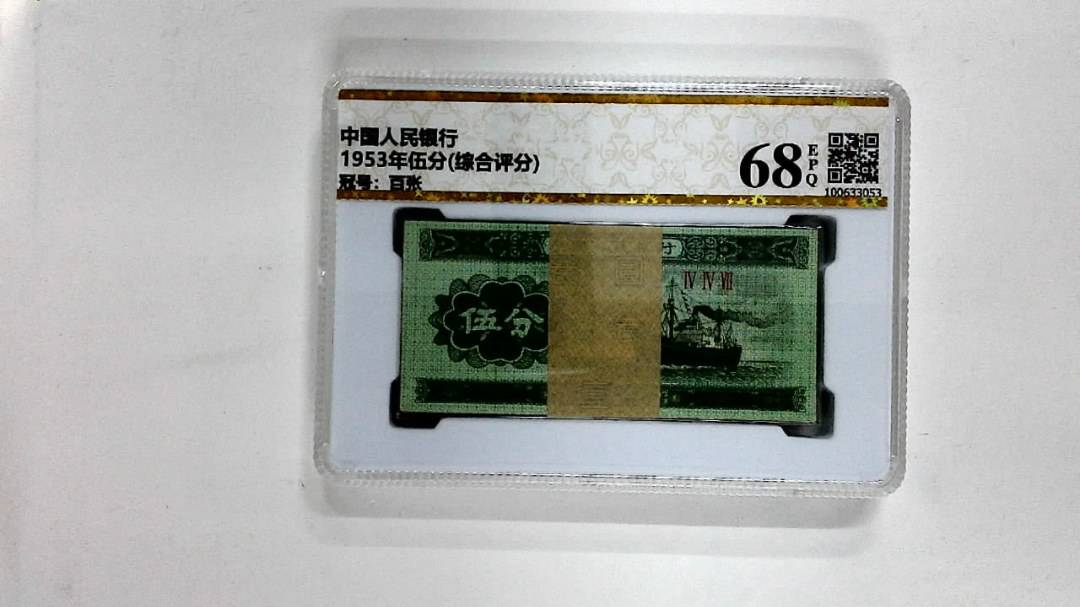 中国人民银行
1953年伍分(综合评分)
冠号：百张
68
EPQ
100633053
伍分
IV IV VII